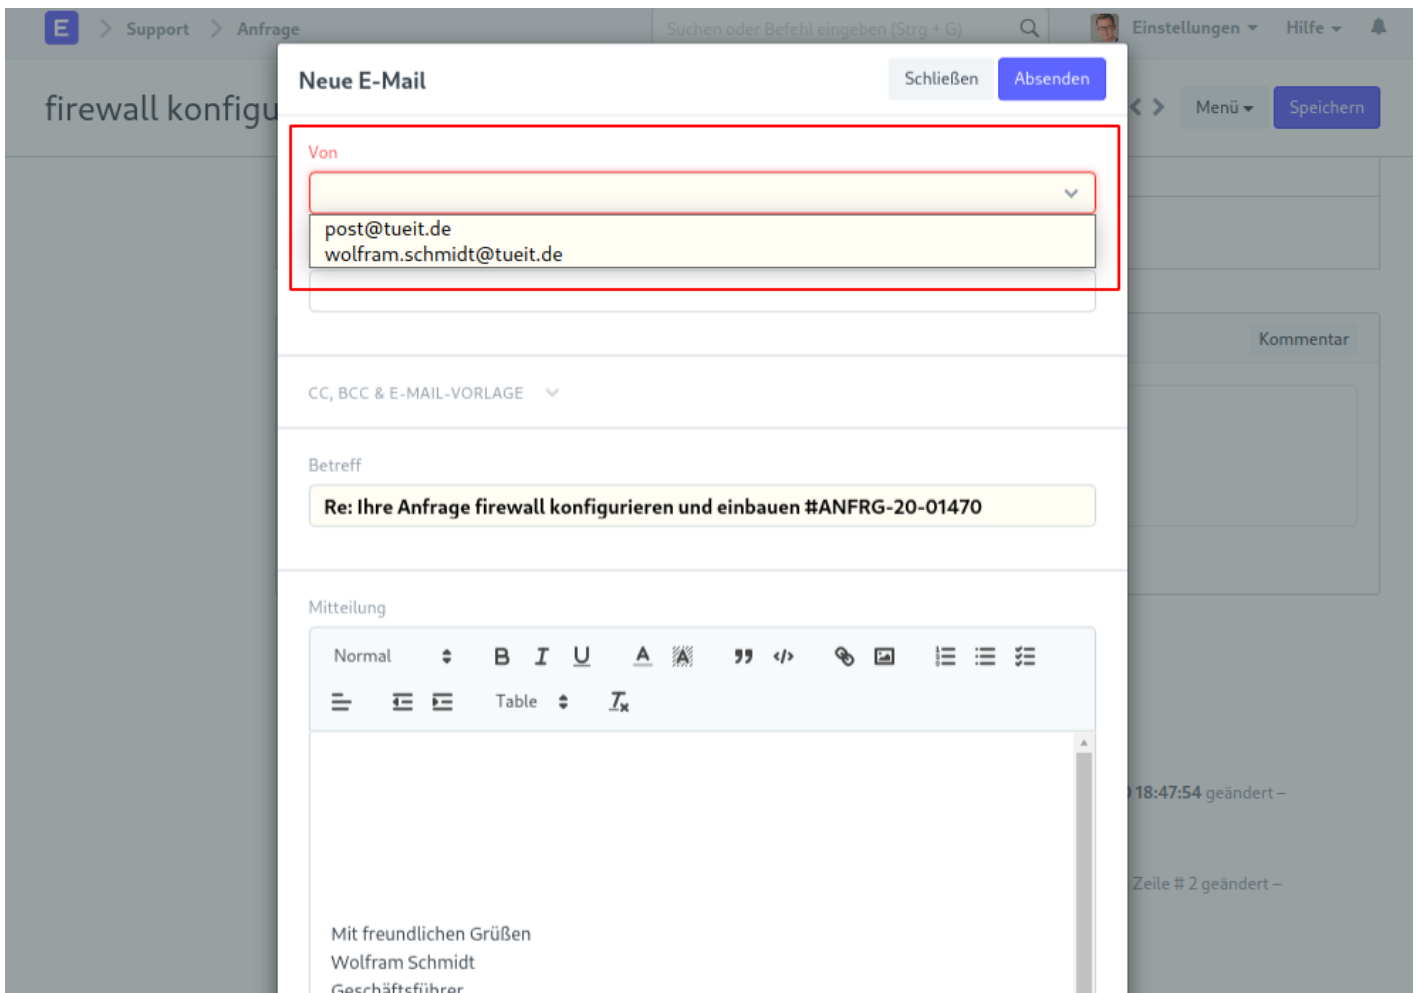 E Support Anfrage Suchen oder Befehl eingeben (Strg + G) Einstellungen Hilfe
firewall konfigu
Neue E-Mail Schließen Absenden
Menü Speichern
Von
post@tueit.de
wolfram.schmidt@tueit.de
Kommentar
CC, BCC & E-MAIL-VORLAGE
Betreff
Re: Ihre Anfrage firewall konfigurieren und einbauen #ANFRG-20-01470
Mitteilung
Normal B I U A A </>
Table Tx
18:47:54 geändert –
Zeile # 2 geändert –
Mit freundlichen Grüßen
Wolfram Schmidt
Geschäftsführer